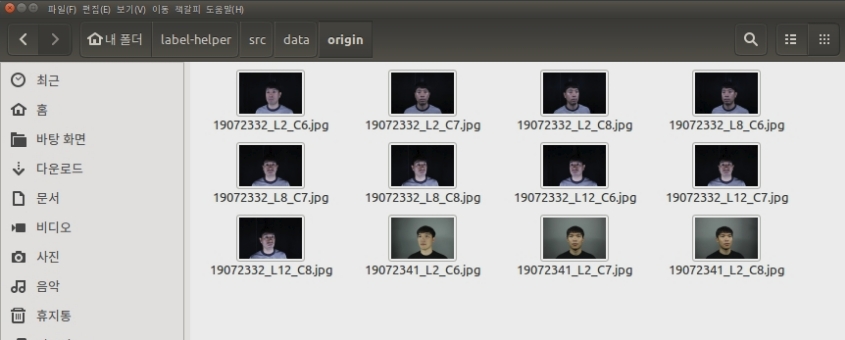 파일(F) 편집(E) 보기(V) 이동 책갈피 도움말(H)
내 폴더 label-helper src data origin
최근
홈
바탕 화면
다운로드
문서
비디오
사진
음악
휴지통
19072332_L2_C6.jpg 19072332_L2_C7.jpg 19072332_L2_C8.jpg 19072332_L8_C6.jpg
19072332_L8_C7.jpg 19072332_L8_C8.jpg 19072332_L12_C6.jpg 19072332_L12_C7.jpg
19072332_L12_C8.jpg 19072341_L2_C6.jpg 19072341_L2_C7.jpg 19072341_L2_C8.jpg